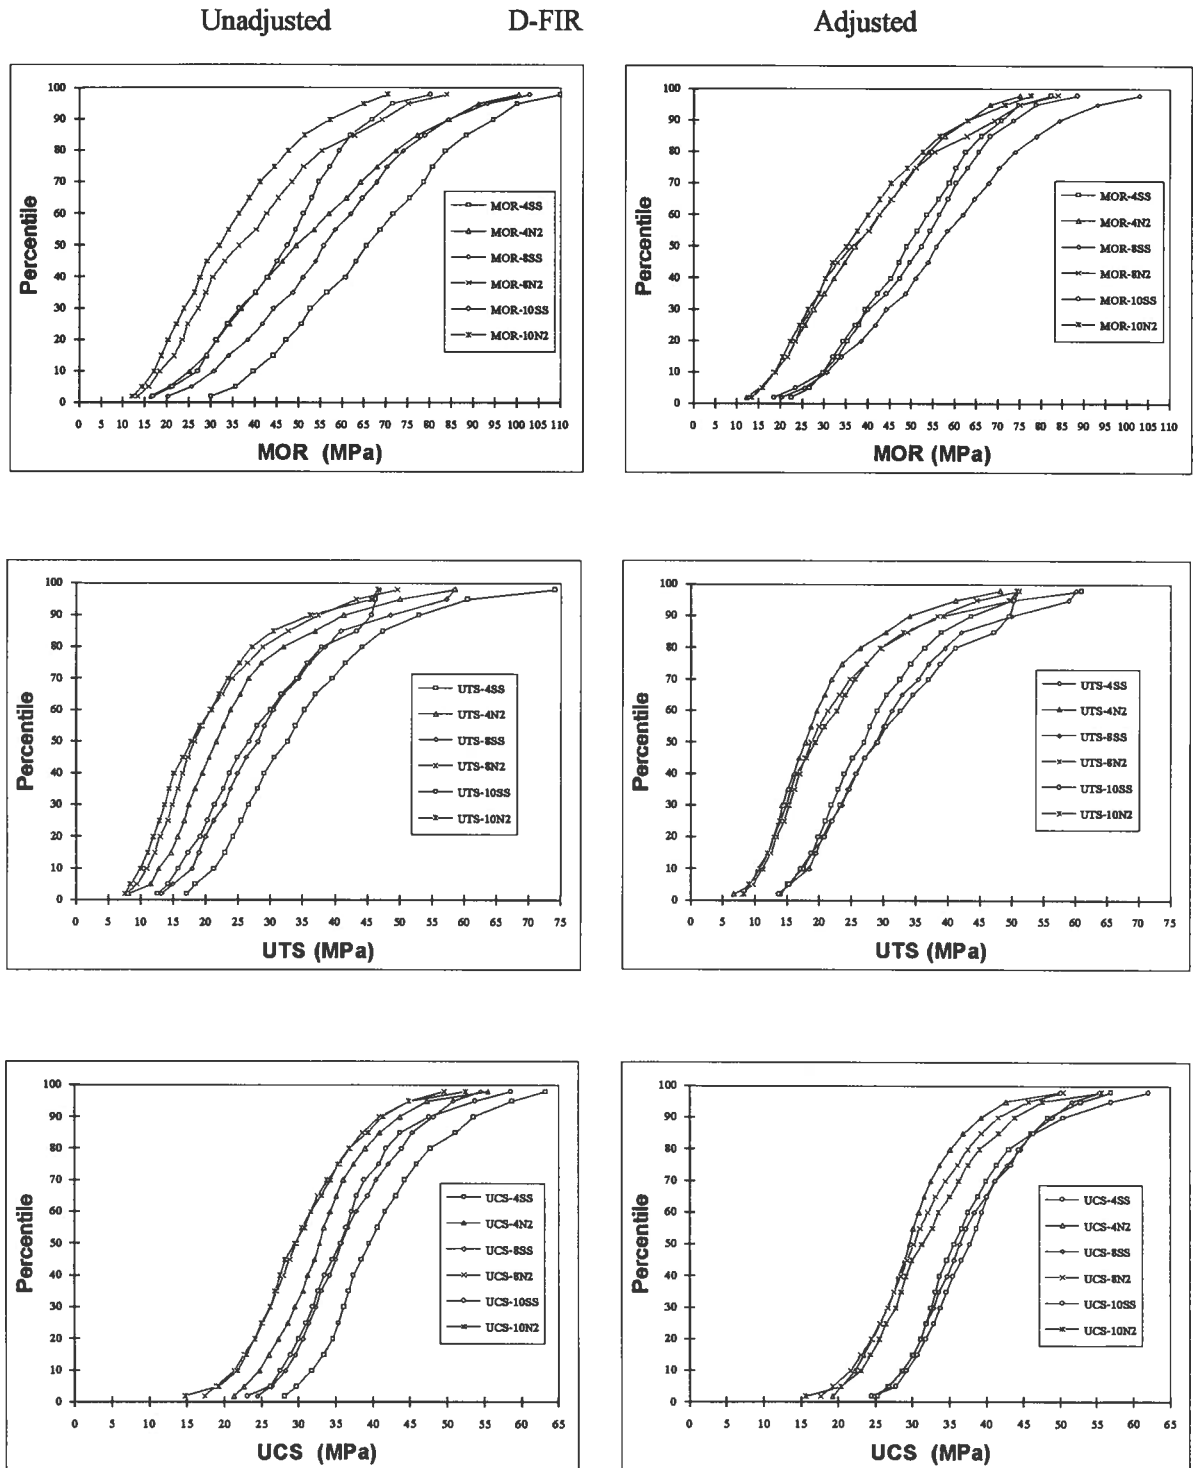 Unadjusted D-FIR Adjusted
Percentile
100
90
80
70
60
50
40
30
20
10
0
MOR-4SS
MOR-4N2
MOR-8SS
MOR-8N2
MOR-10SS
MOR-10N2
0 5 10 15 20 25 30 35 40 45 50 55 60 65 70 75 80 85 90 95 100 105 110
MOR (MPa)
Percentile
100
90
80
70
60
50
40
30
20
10
0
MOR-4SS
MOR-4N2
MOR-8SS
MOR-8N2
MOR-10SS
MOR-10N2
0 5 10 15 20 25 30 35 40 45 50 55 60 65 70 75 80 85 90 95 100 105 110
MOR (MPa)
Percentile
100
90
80
70
60
50
40
30
20
10
0
UTS-4SS
UTS-4N2
UTS-8SS
UTS-8N2
UTS-10SS
UTS-10N2
0 5 10 15 20 25 30 35 40 45 50 55 60 65 70 75
UTS (MPa)
Percentile
100
90
80
70
60
50
40
30
20
10
0
UTS-4SS
UTS-4N2
UTS-8SS
UTS-8N2
UTS-10SS
UTS-10N2
0 5 10 15 20 25 30 35 40 45 50 55 60 65 70 75
UTS (MPa)
Percentile
100
90
80
70
60
50
40
30
20
10
0
UCS-4SS
UCS-4N2
UCS-8SS
UCS-8N2
UCS-10SS
UCS-10N2
0 5 10 15 20 25 30 35 40 45 50 55 60 65
UCS (MPa)
Percentile
100
90
80
70
60
50
40
30
20
10
0
UCS-4SS
UCS-4N2
UCS-8SS
UCS-8N2
UCS-10SS
UCS-10N2
0 5 10 15 20 25 30 35 40 45 50 55 60 65
UCS (MPa)